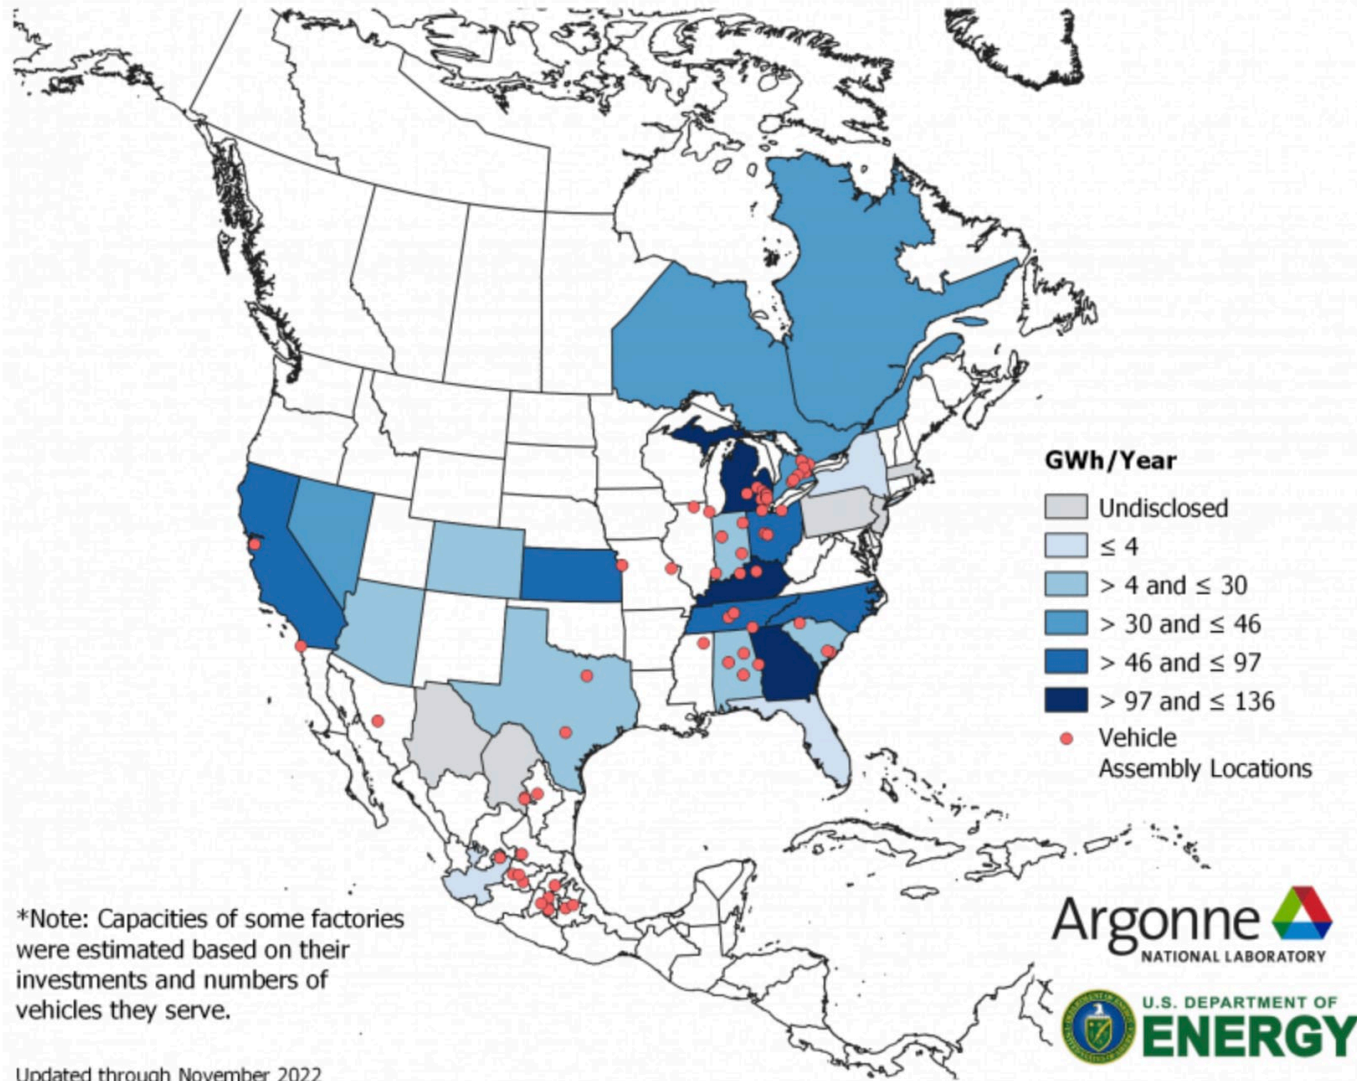 GWh/Year
Undisclosed
≤ 4
> 4 and ≤ 30
> 30 and ≤ 46
> 46 and ≤ 97
> 97 and ≤ 136
Vehicle
Assembly Locations
*Note: Capacities of some factories
were estimated based on their
investments and numbers of
vehicles they serve.
Updated through November 2022
Argonne
NATIONAL LABORATORY
U.S. DEPARTMENT OF
ENERGY